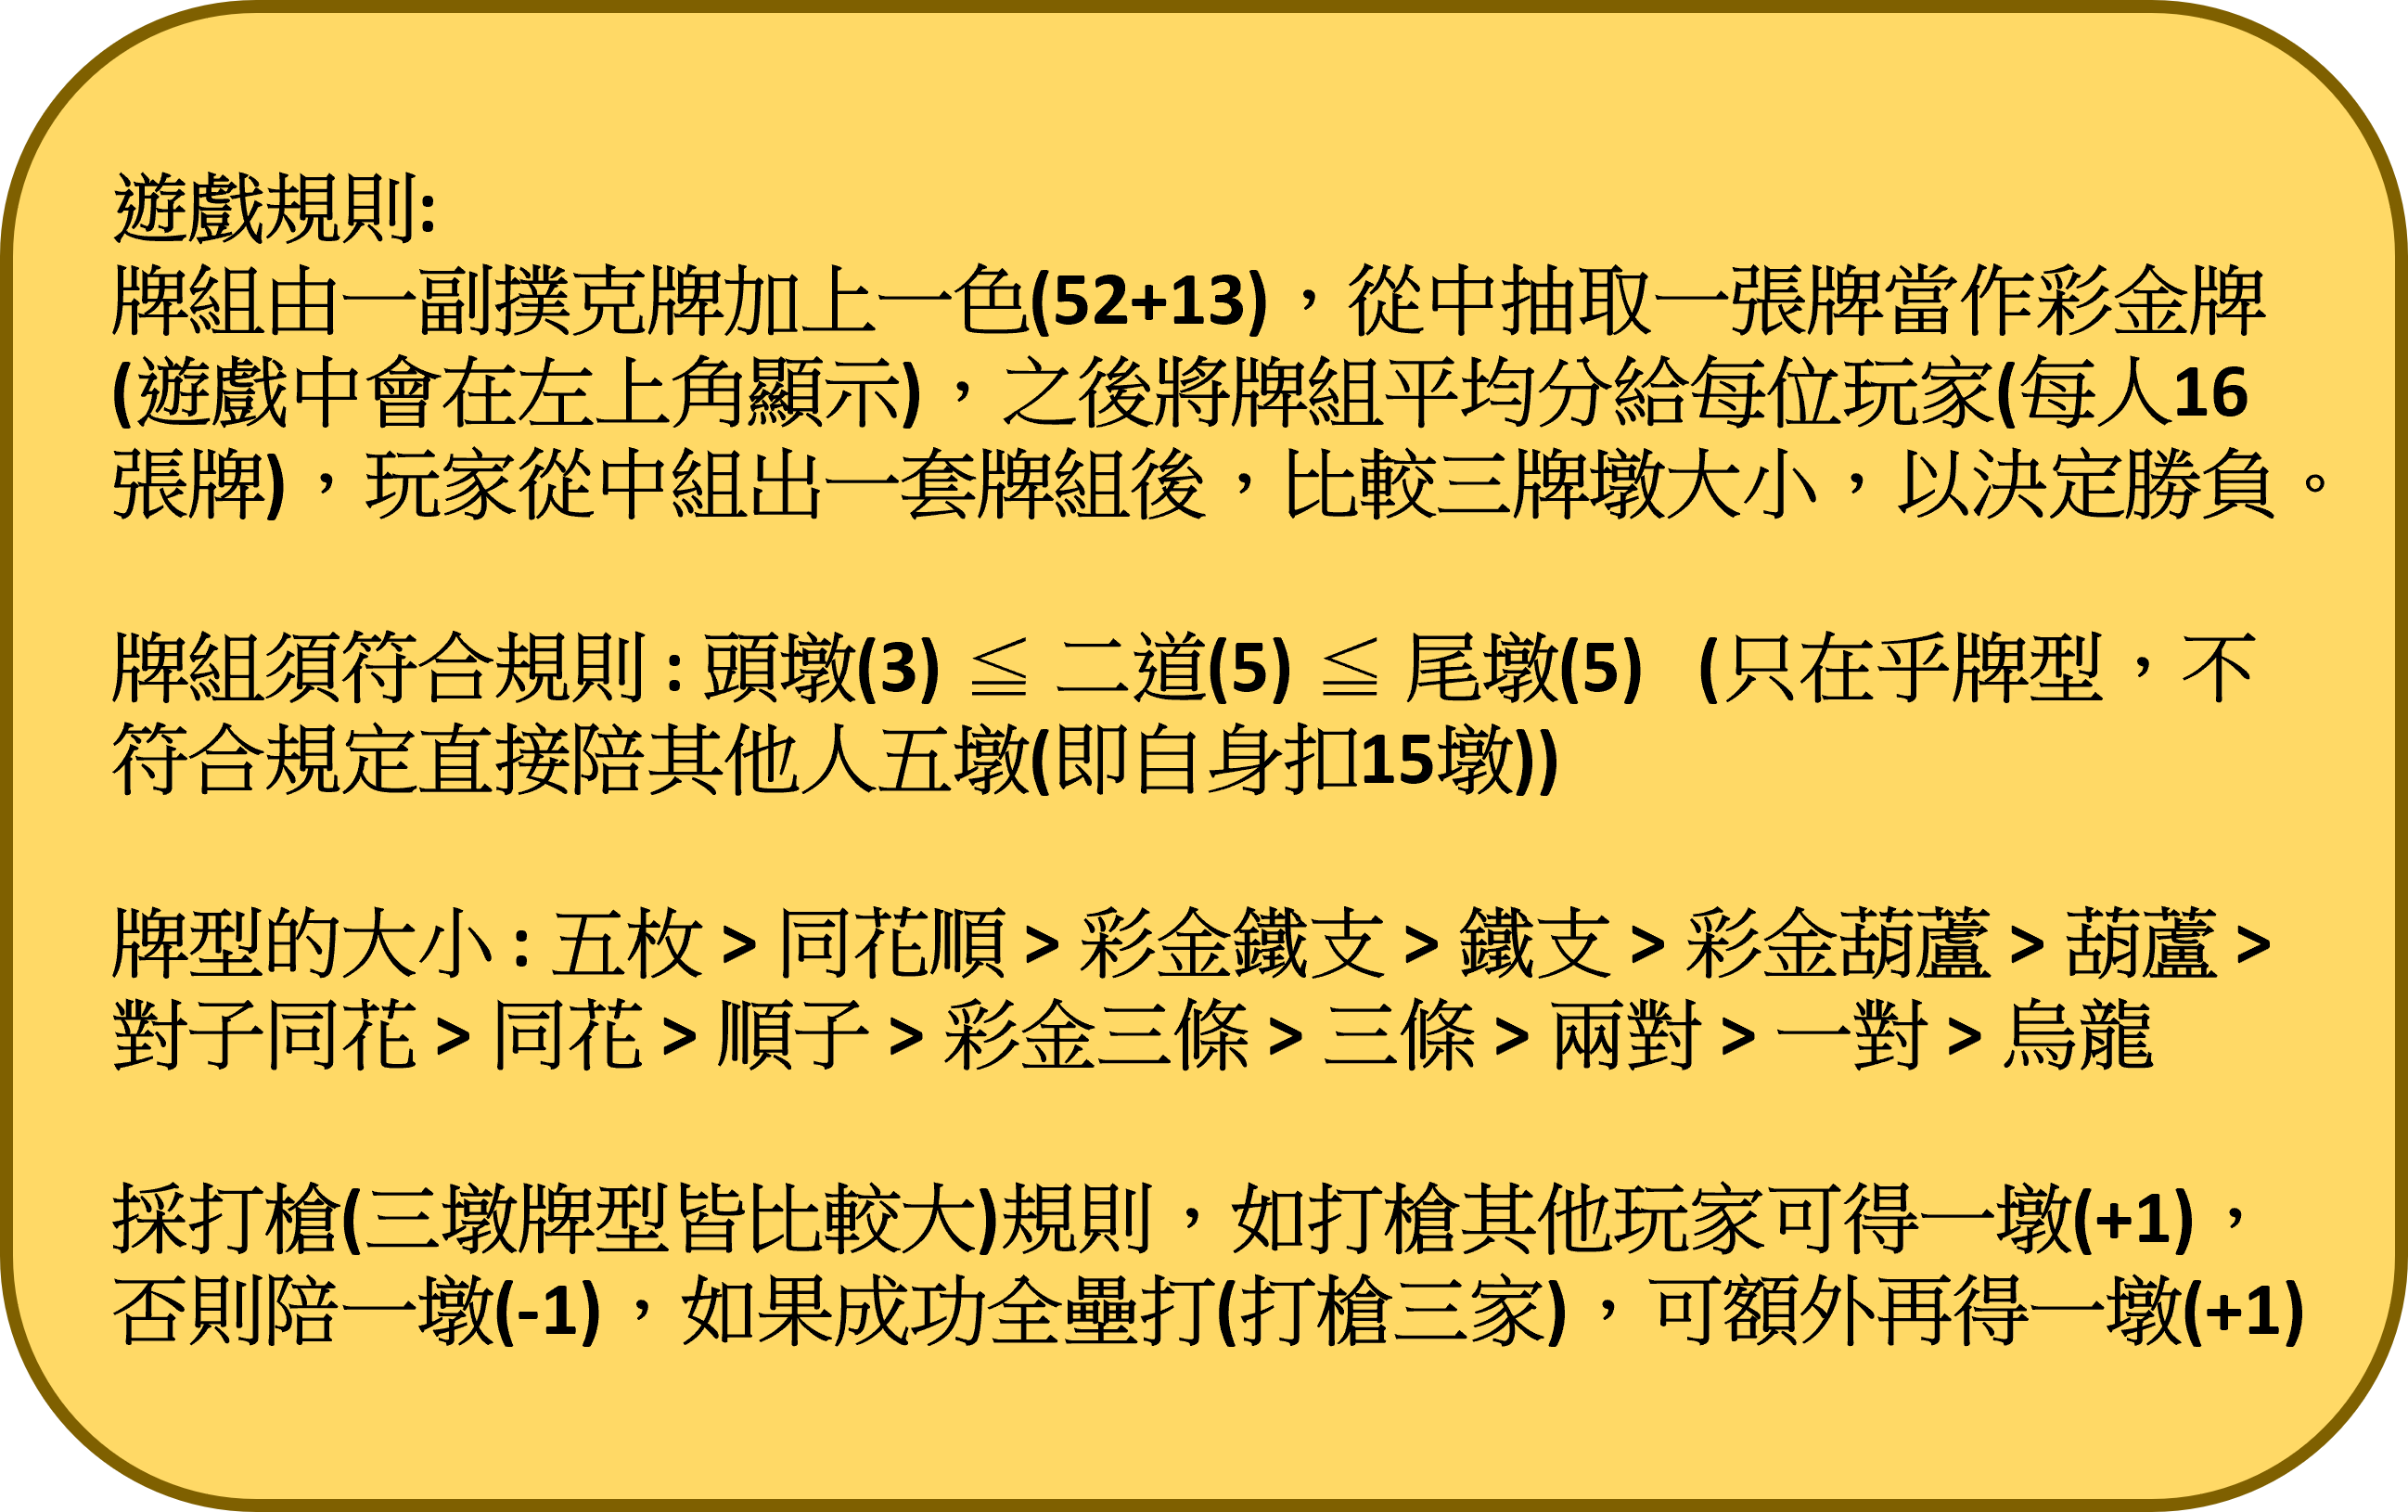 遊戲規則:
牌組由一副撲克牌加上一色(52+13)，從中抽取一張牌當作彩金牌
(遊戲中會在左上角顯示)，之後將牌組平均分給每位玩家(每人16
張牌)，玩家從中組出一套牌組後，比較三牌墩大小，以決定勝負。
牌組須符合規則 : 頭墩(3) ≦ 二道(5) ≦ 尾墩(5) (只在乎牌型，不
符合規定直接陪其他人五墩(即自身扣15墩))
牌型的大小 : 五枚 > 同花順 > 彩金鐵支 > 鐵支 > 彩金葫蘆 > 葫蘆 >
對子同花 > 同花 > 順子 > 彩金三條 > 三條 > 兩對 > 一對 > 烏龍
採打槍(三墩牌型皆比較大)規則，如打槍其他玩家可得一墩(+1)，
否則陪一墩(-1)，如果成功全壘打(打槍三家)，可額外再得一墩(+1)